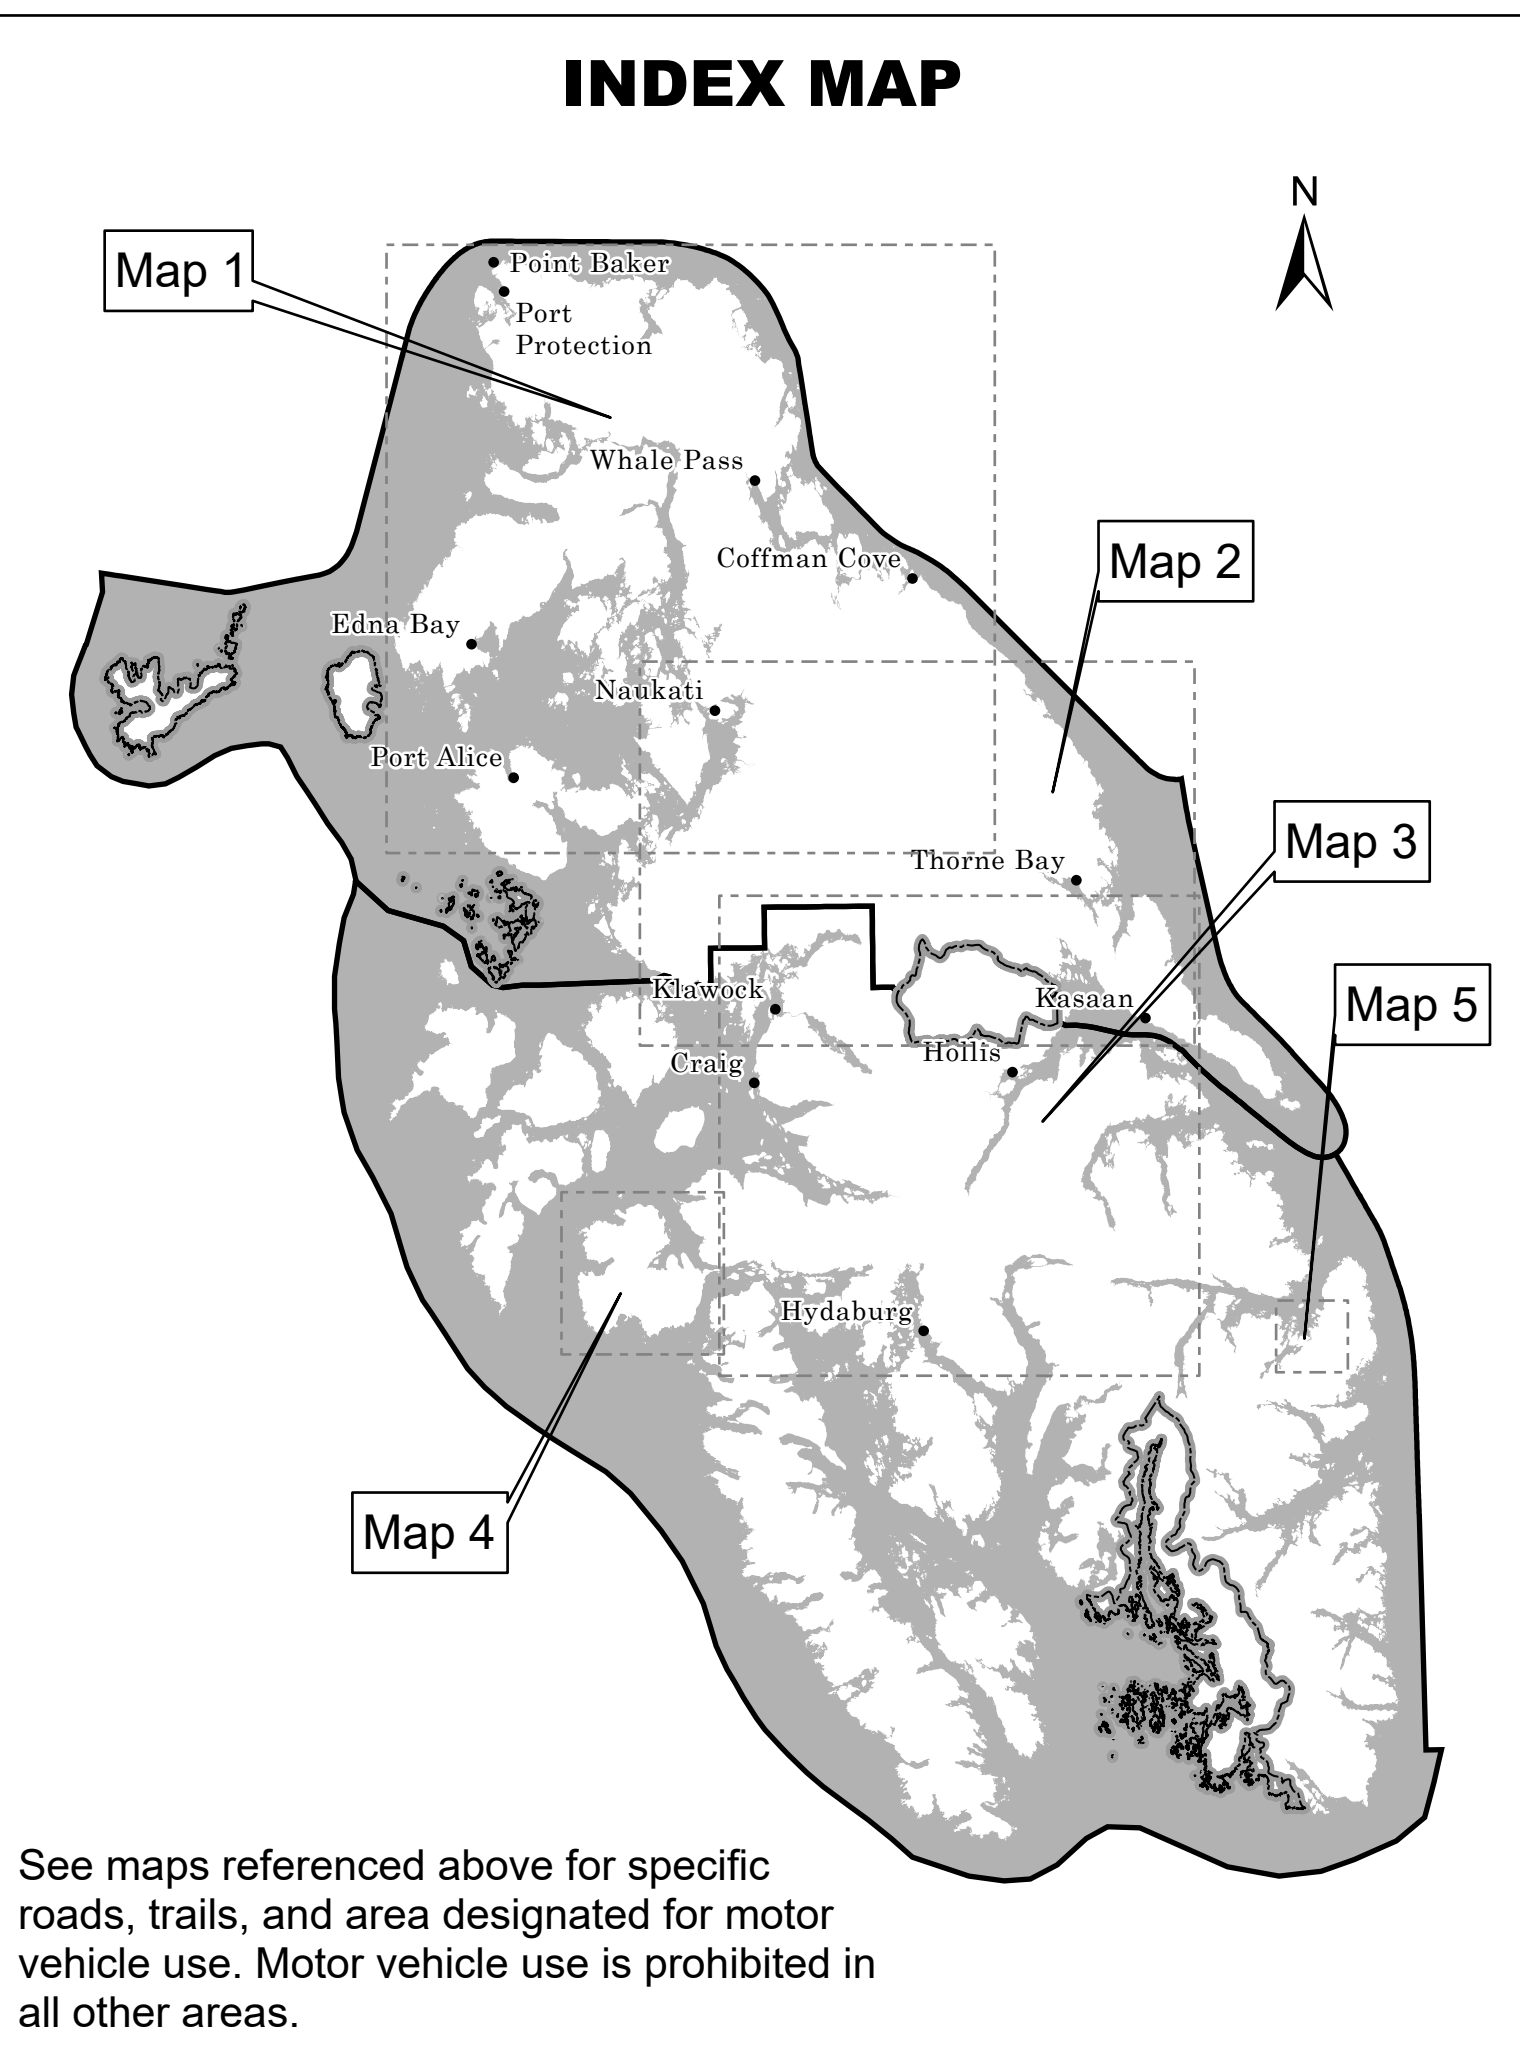 INDEX MAP
N
Map 1
Point Baker
Port
Protection
Whale Pass
Map 2
Coffman Cove
Edna Bay
Naukati
Port Alice
Map 3
Thorne Bay
Klawock
Kasaan
Map 5
Hollis
Craig
Hydaburg
Map 4
See maps referenced above for specific
roads, trails, and area designated for motor
vehicle use. Motor vehicle use is prohibited in
all other areas.